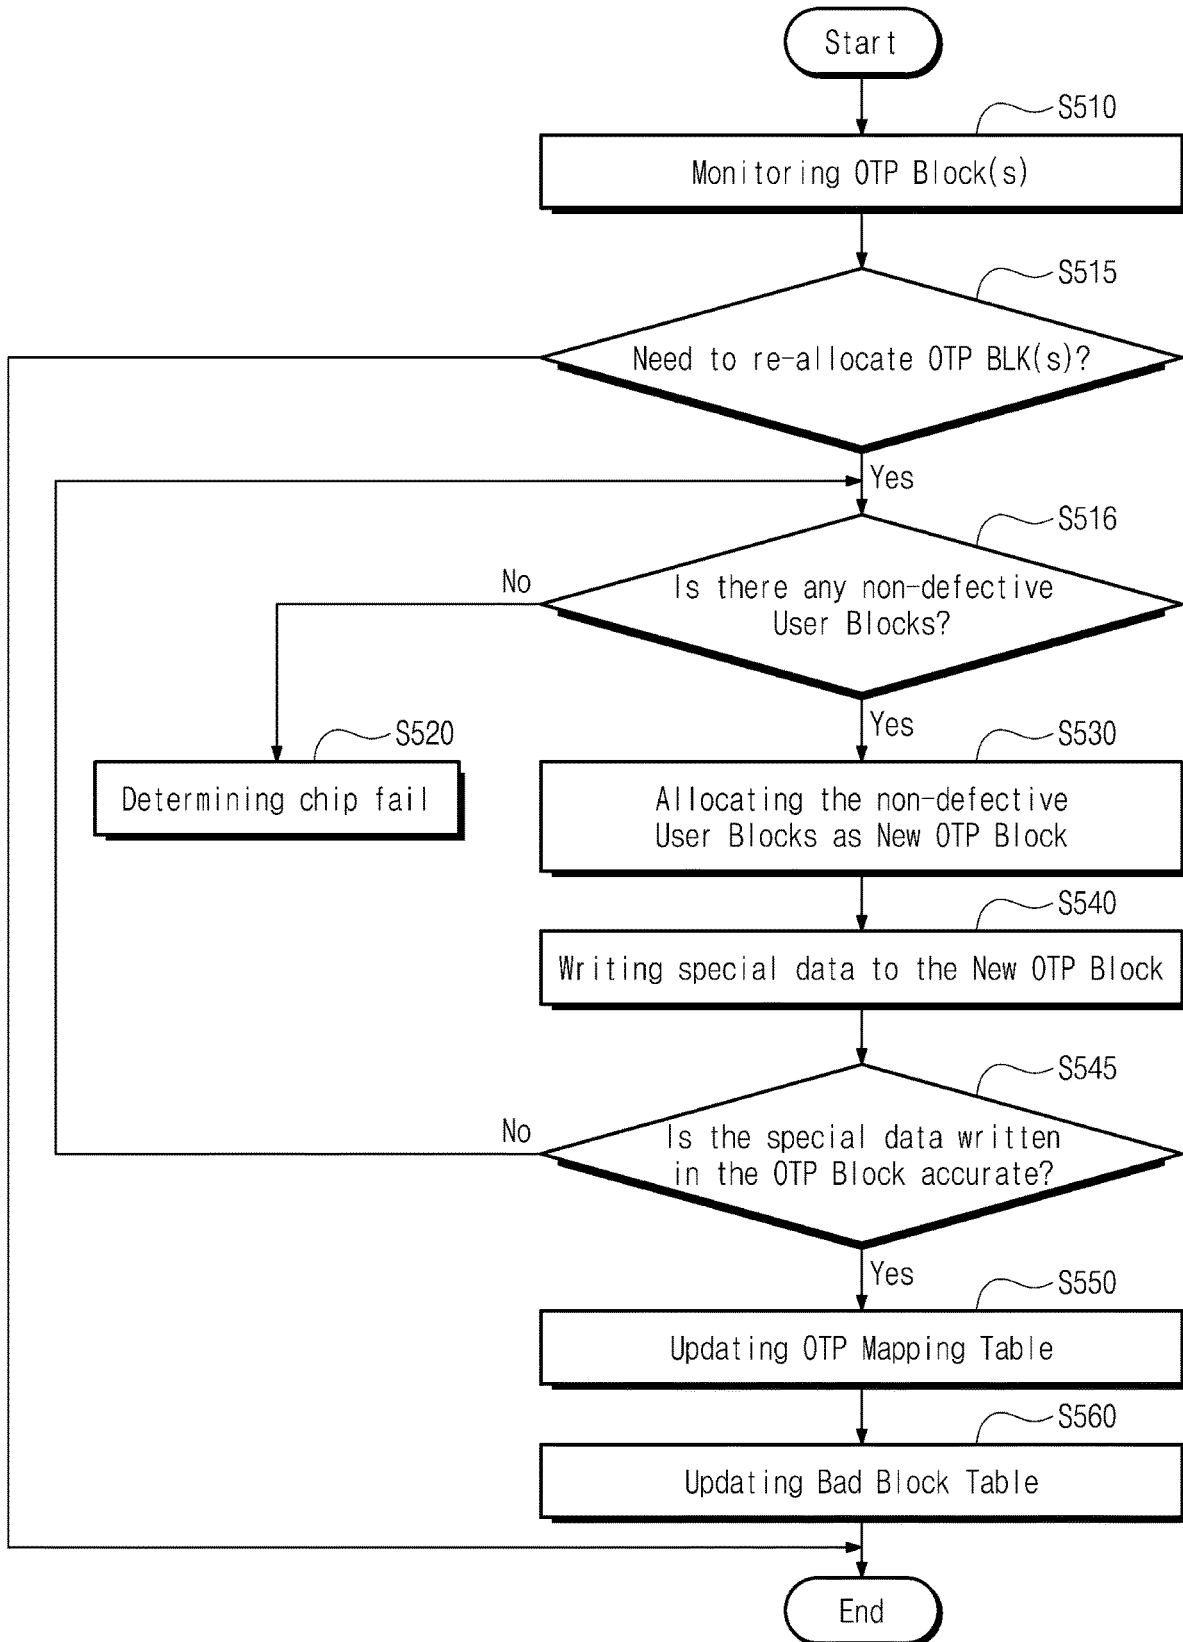 Start
S510
Monitoring OTP Block(s)
S515
Need to re-allocate OTP BLK(s)?
Yes
S516
No
Is there any non-defective
User Blocks?
Yes
S520
S530
Determining chip fail
Allocating the non-defective
User Blocks as New OTP Block
S540
Writing special data to the New OTP Block
S545
No
Is the special data written
in the OTP Block accurate?
Yes
S550
Updating OTP Mapping Table
S560
Updating Bad Block Table
End